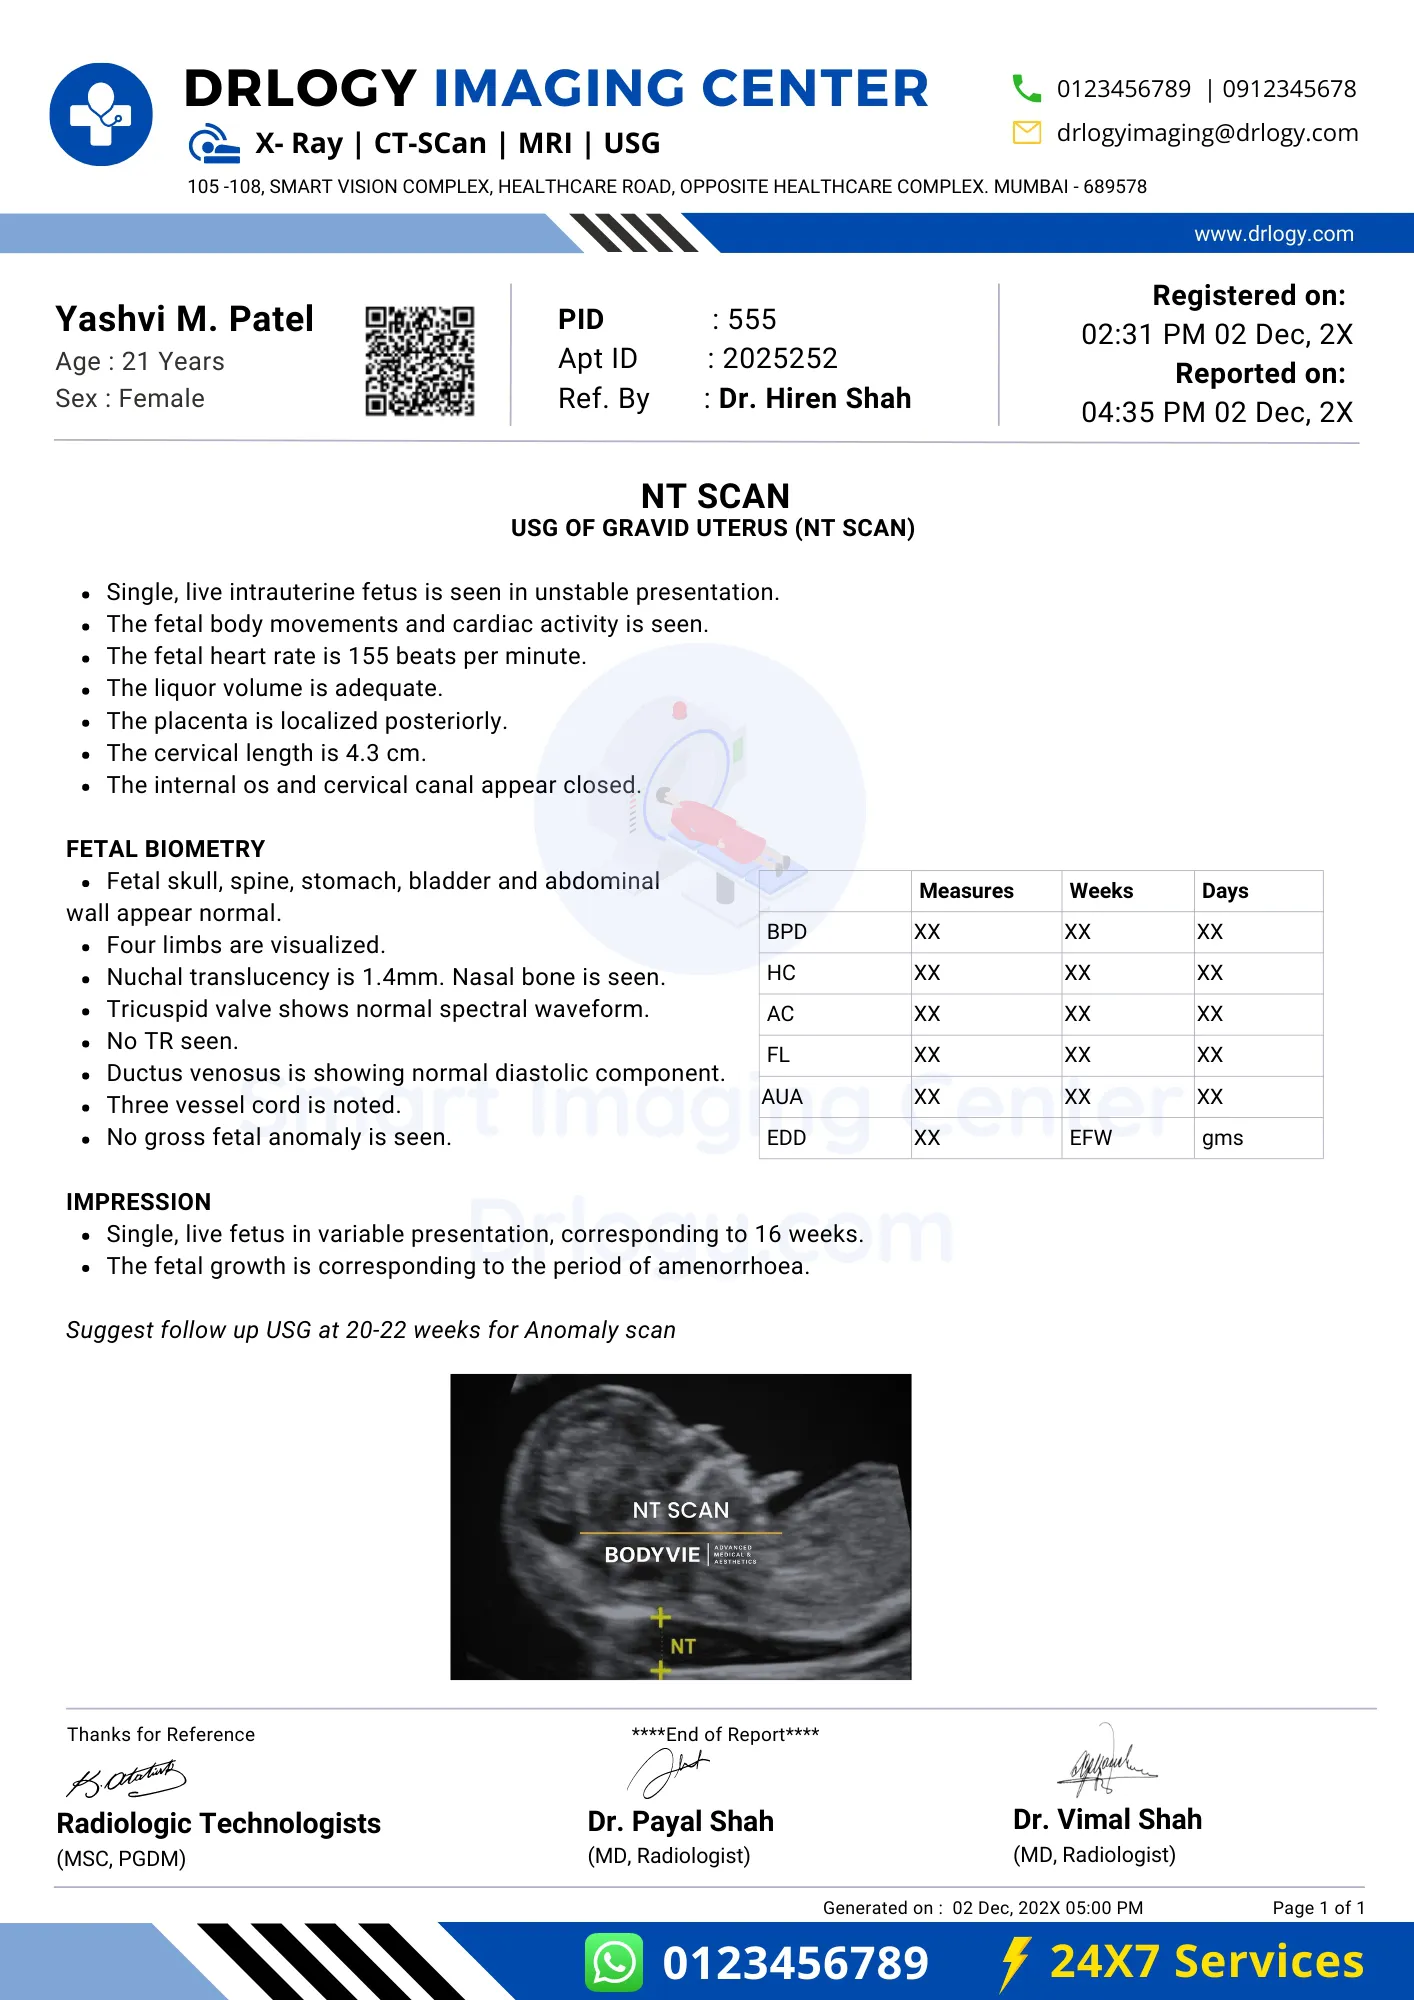 DRLOGY IMAGING CENTER
X- Ray | CT-SCan | MRI | USG
105 -108, SMART VISION COMPLEX, HEALTHCARE ROAD, OPPOSITE HEALTHCARE COMPLEX. MUMBAI - 689578
0123456789 | 0912345678
drlogyimaging@drlogy.com
www.drlogy.com
Yashvi M. Patel
Age : 21 Years
Sex : Female
PID : 555
Apt ID : 2025252
Ref. By : Dr. Hiren Shah
Registered on:
02:31 PM 02 Dec, 2X
Reported on:
04:35 PM 02 Dec, 2X
NT SCAN
USG OF GRAVID UTERUS (NT SCAN)
• Single, live intrauterine fetus is seen in unstable presentation.
• The fetal body movements and cardiac activity is seen.
• The fetal heart rate is 155 beats per minute.
• The liquor volume is adequate.
• The placenta is localized posteriorly.
• The cervical length is 4.3 cm.
• The internal os and cervical canal appear closed.
FETAL BIOMETRY
• Fetal skull, spine, stomach, bladder and abdominal
wall appear normal.
• Four limbs are visualized.
• Nuchal translucency is 1.4mm. Nasal bone is seen.
• Tricuspid valve shows normal spectral waveform.
• No TR seen.
• Ductus venosus is showing normal diastolic component.
• Three vessel cord is noted.
• No gross fetal anomaly is seen.
Measures Weeks Days
BPD XX XX XX
HC XX XX XX
AC XX XX XX
FL XX XX XX
AUA XX XX XX
EDD XX EFW gms
Smart Imaging Center
Drlogy.com
IMPRESSION
• Single, live fetus in variable presentation, corresponding to 16 weeks.
• The fetal growth is corresponding to the period of amenorrhoea.
Suggest follow up USG at 20-22 weeks for Anomaly scan
NT SCAN
BODYVIE | ADVANCED
MEDICAL &
AESTHETICS
NT
Thanks for Reference
****End of Report****
Radiologic Technologists
(MSC, PGDM)
Dr. Payal Shah
(MD, Radiologist)
Dr. Vimal Shah
(MD, Radiologist)
Generated on : 02 Dec, 202X 05:00 PM
Page 1 of 1
0123456789
24X7 Services